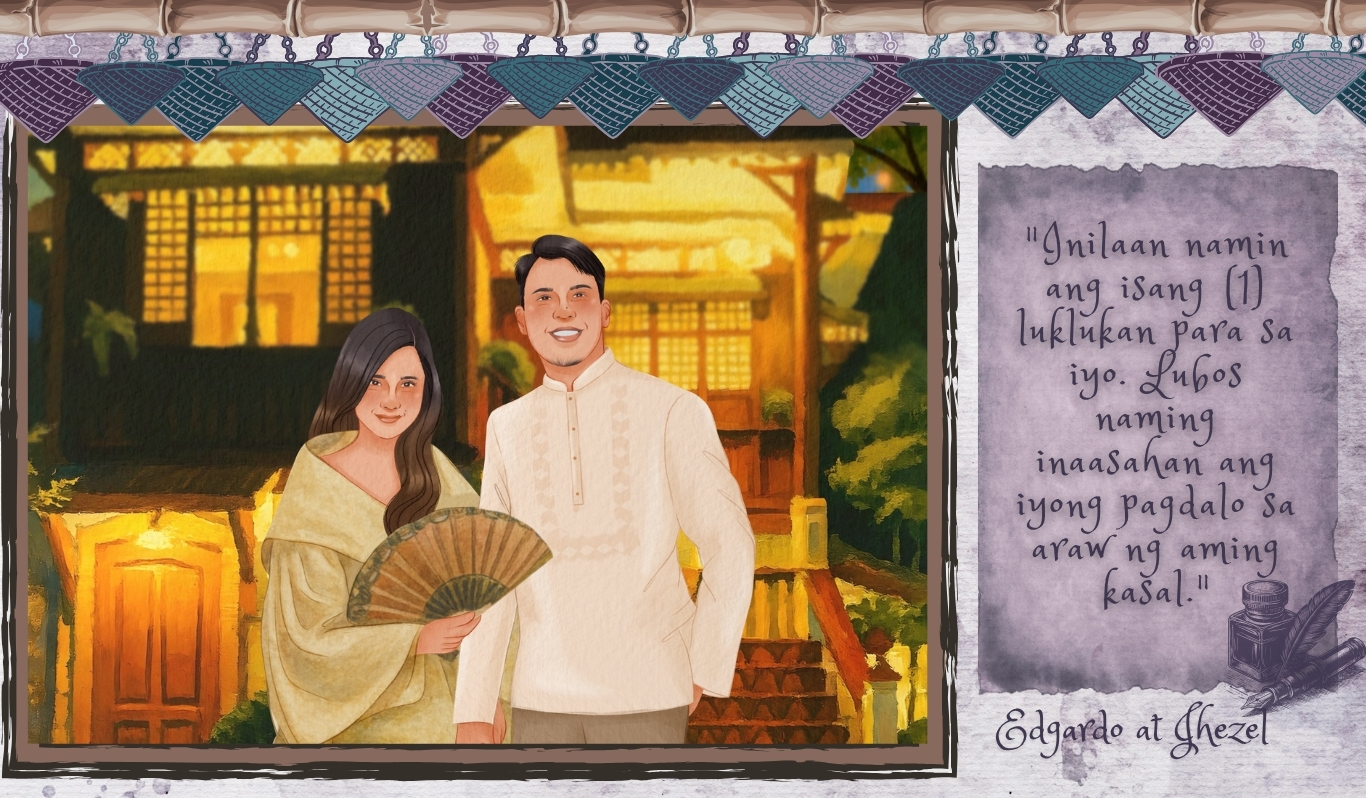 "Inilaan namin
ang isang (1)
luklukan para sa
iyo. Lubos
naming
inaasahan ang
iyong pagdalo sa
araw ng aming
kasal."
Edgardo at Jhezel